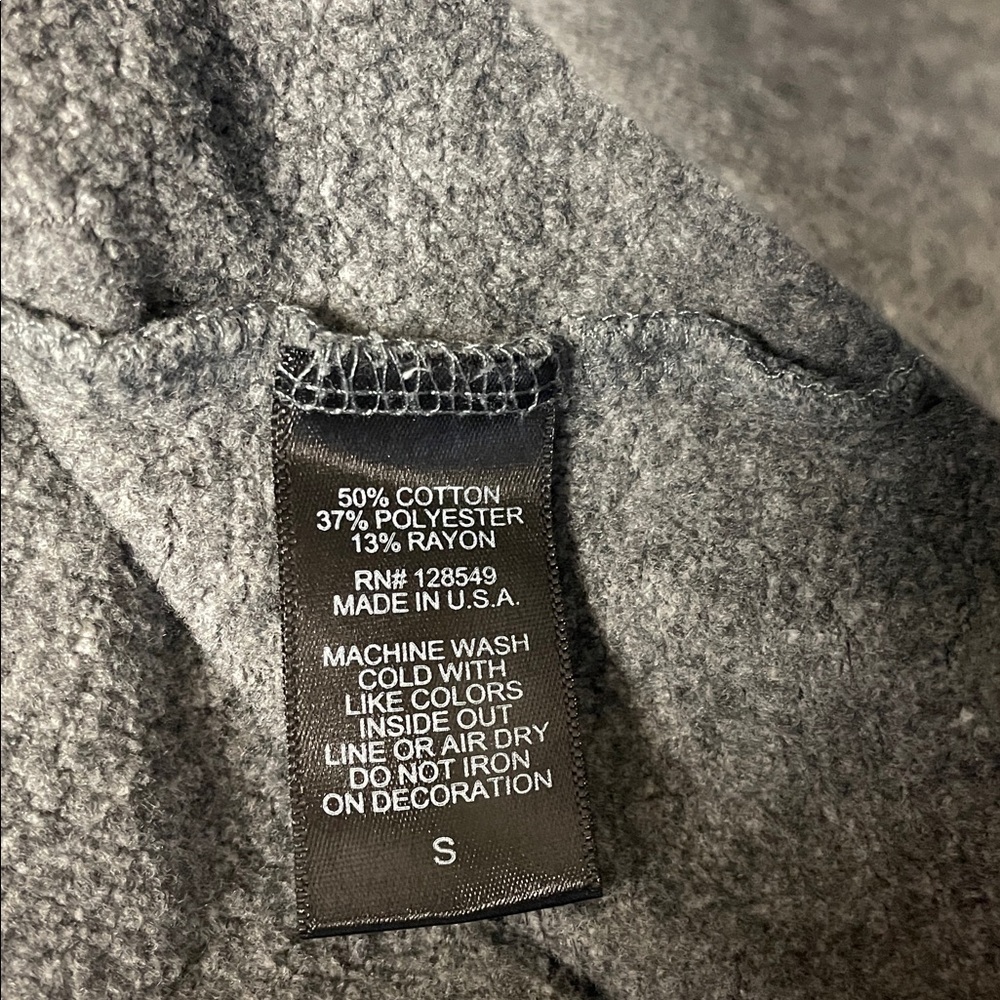 50% COTTON
37% POLYESTER
13% RAYON
RN# 128549
MADE IN U.S.A.
MACHINE WASH
COLD WITH
LIKE COLORS
INSIDE OUT
LINE OR AIR DRY
DO NOT IRON
ON DECORATION
S